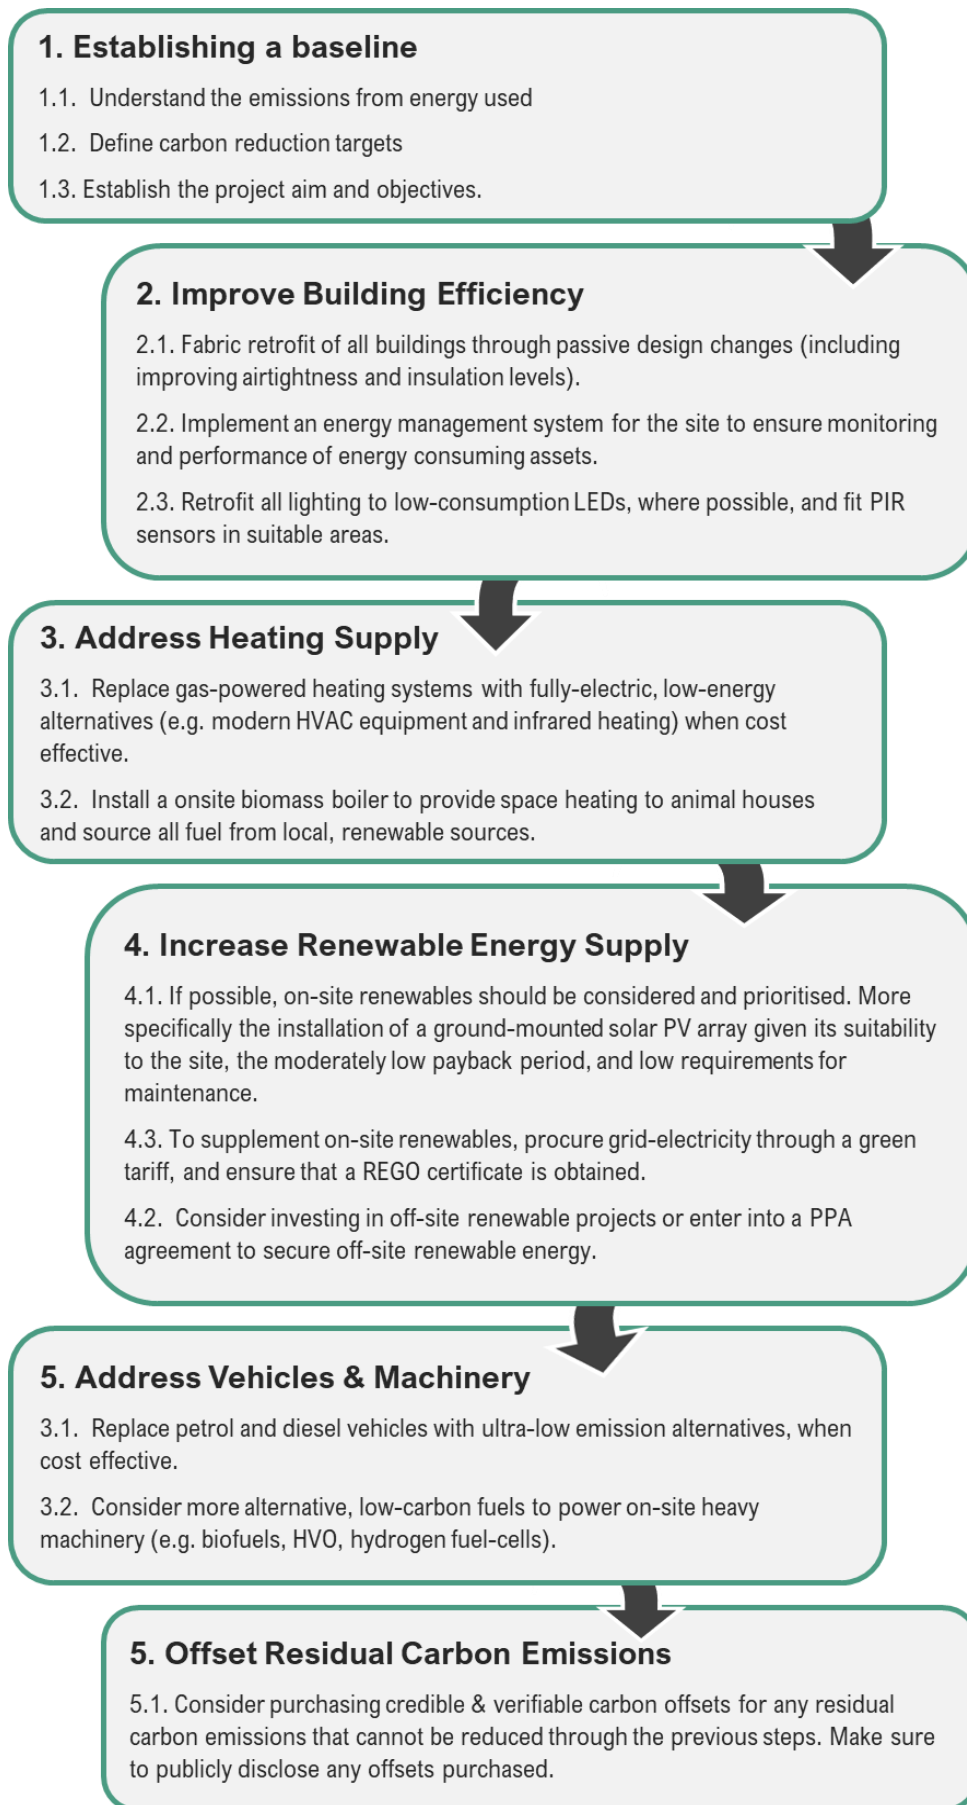 1. Establishing a baseline
1.1. Understand the emissions from energy used
1.2. Define carbon reduction targets
1.3. Establish the project aim and objectives.
2. Improve Building Efficiency
2.1. Fabric retrofit of all buildings through passive design changes (including
improving airtightness and insulation levels).
2.2. Implement an energy management system for the site to ensure monitoring
and performance of energy consuming assets.
2.3. Retrofit all lighting to low-consumption LEDs, where possible, and fit PIR
sensors in suitable areas.
3. Address Heating Supply
3.1. Replace gas-powered heating systems with fully-electric, low-energy
alternatives (e.g. modern HVAC equipment and infrared heating) when cost
effective.
3.2. Install a onsite biomass boiler to provide space heating to animal houses
and source all fuel from local, renewable sources.
4. Increase Renewable Energy Supply
4.1. If possible, on-site renewables should be considered and prioritised. More
specifically the installation of a ground-mounted solar PV array given its suitability
to the site, the moderately low payback period, and low requirements for
maintenance.
4.3. To supplement on-site renewables, procure grid-electricity through a green
tariff, and ensure that a REGO certificate is obtained.
4.2. Consider investing in off-site renewable projects or enter into a PPA
agreement to secure off-site renewable energy.
5. Address Vehicles & Machinery
3.1. Replace petrol and diesel vehicles with ultra-low emission alternatives, when
cost effective.
3.2. Consider more alternative, low-carbon fuels to power on-site heavy
machinery (e.g. biofuels, HVO, hydrogen fuel-cells).
5. Offset Residual Carbon Emissions
5.1. Consider purchasing credible & verifiable carbon offsets for any residual
carbon emissions that cannot be reduced through the previous steps. Make sure
to publicly disclose any offsets purchased.